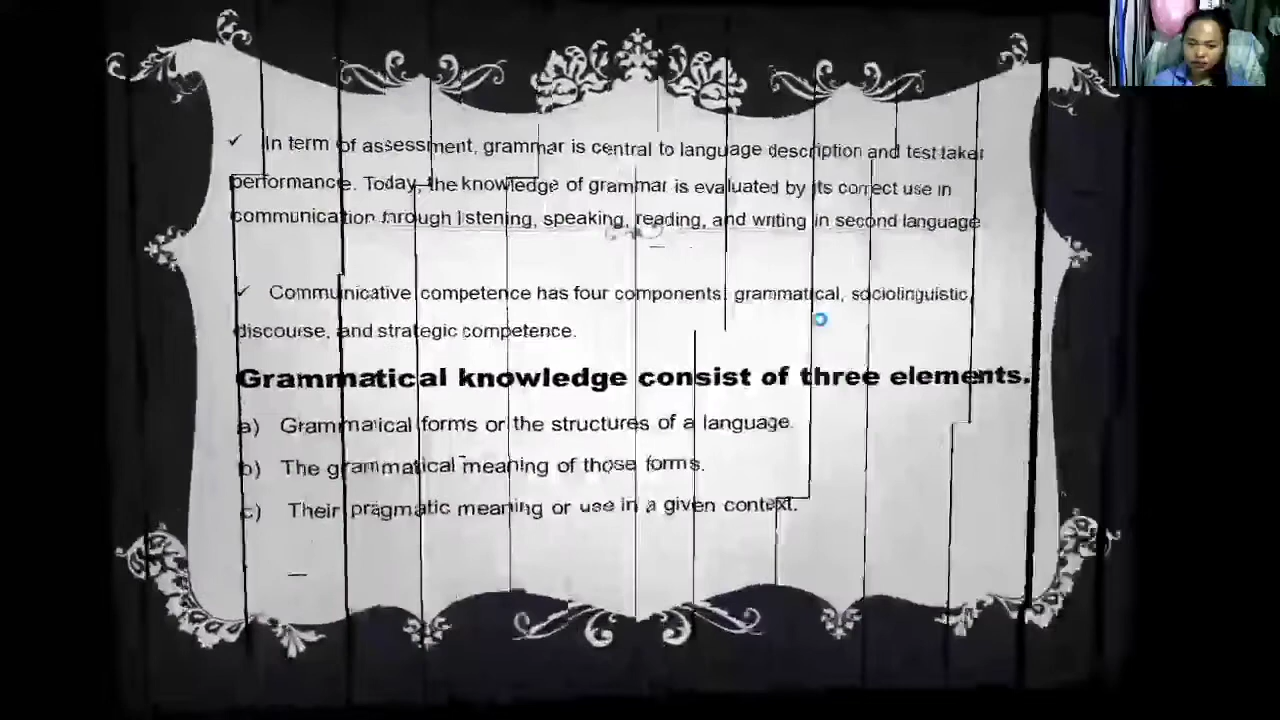 ✓ In term of assessment, grammar is central to language description and test taker
performance. Today, the knowledge of grammar is evaluated by its correct use in
communication through listening, speaking, reading, and writing in second language
✓ Communicative competence has four components: grammatical, sociolinguistic,
discourse, and strategic competence.
Grammatical knowledge consist of three elements.
a) Grammatical forms or the structures of a language.
b) The grammatical meaning of those forms.
c) Their pragmatic meaning or use in a given context.